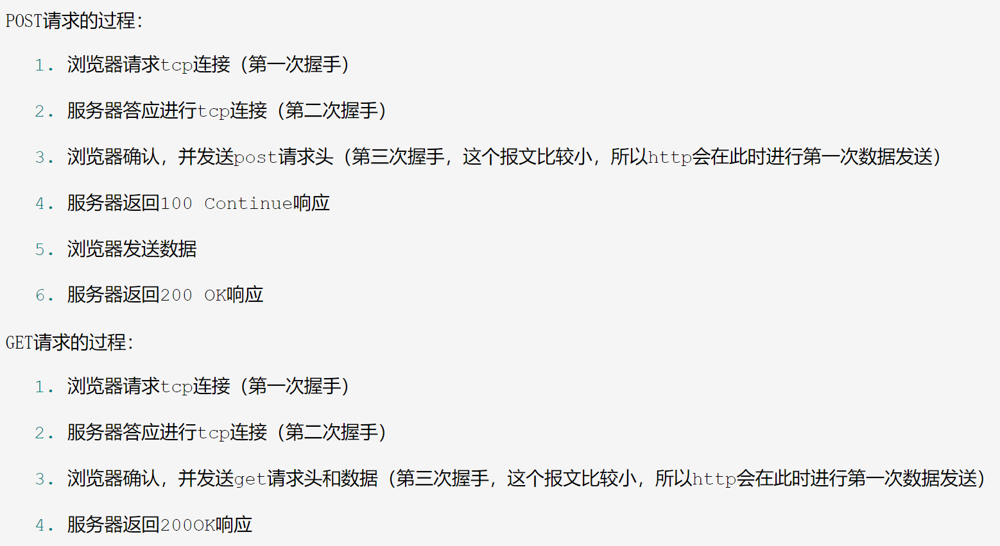 POST请求的过程：
1. 浏览器请求tcp连接（第一次握手）
2. 服务器答应进行tcp连接（第二次握手）
3. 浏览器确认，并发送post请求头（第三次握手，这个报文比较小，所以http会在此时进行第一次数据发送）
4. 服务器返回100 Continue响应
5. 浏览器发送数据
6. 服务器返回200 OK响应
GET请求的过程：
1. 浏览器请求tcp连接（第一次握手）
2. 服务器答应进行tcp连接（第二次握手）
3. 浏览器确认，并发送get请求头和数据（第三次握手，这个报文比较小，所以http会在此时进行第一次数据发送）
4. 服务器返回200OK响应